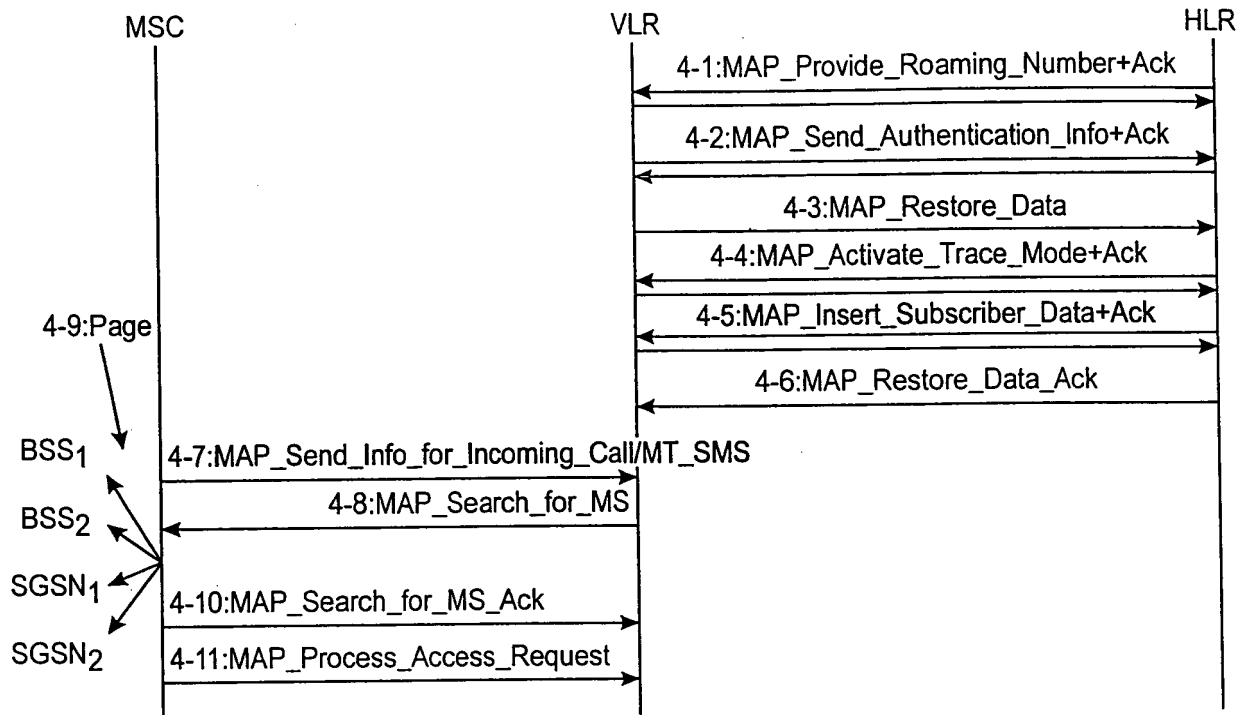 MSC
VLR
HLR
4-1:MAP_Provide_Roaming_Number+Ack
4-2:MAP_Send_Authentication_Info+Ack
4-3:MAP_Restore_Data
4-4:MAP_Activate_Trace_Mode+Ack
4-9:Page
4-5:MAP_Insert_Subscriber_Data+Ack
4-6:MAP_Restore_Data_Ack
BSS1
4-7:MAP_Send_Info_for_Incoming_Call/MT_SMS
4-8:MAP_Search_for_MS
BSS2
SGSN1
4-10:MAP_Search_for_MS_Ack
SGSN2
4-11:MAP_Process_Access_Request